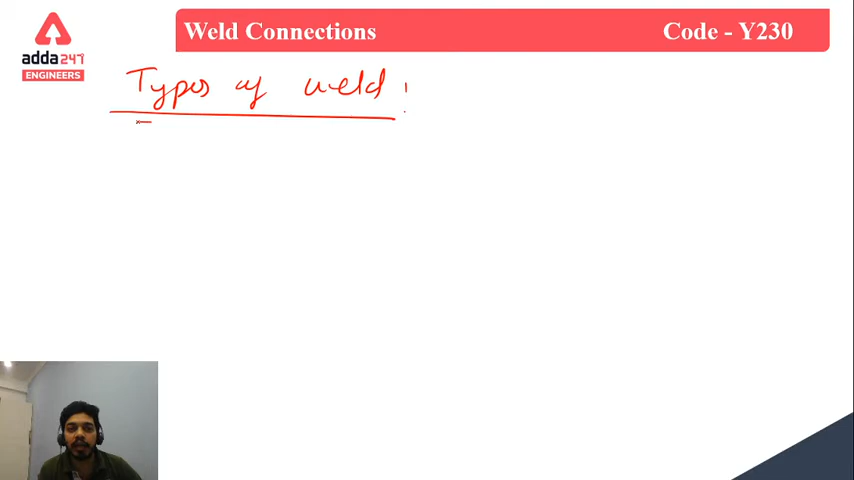 Weld Connections
Code - Y230
adda247
ENGINEERS
Types of weld :